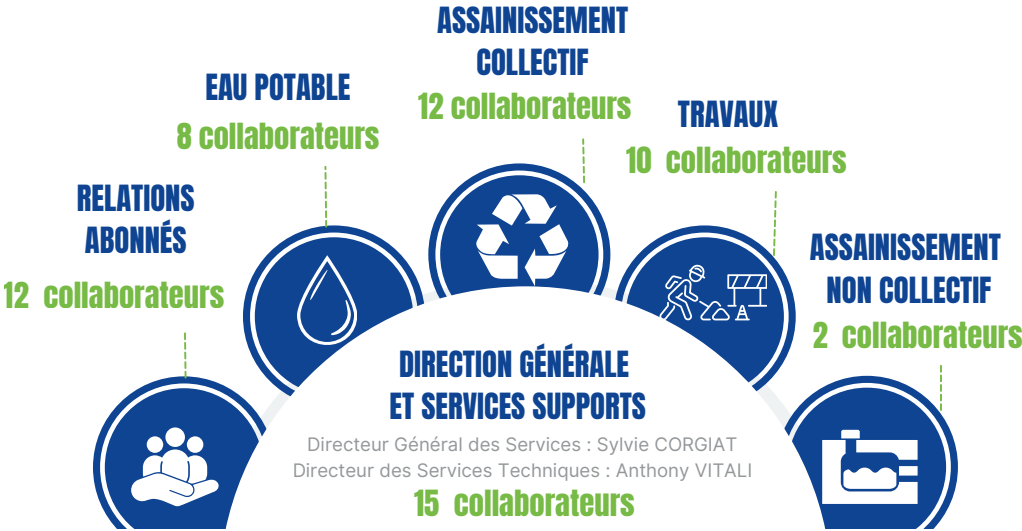 RELATIONS
ABONNÉS
12 collaborateurs
EAU POTABLE
8 collaborateurs
ASSAINISSEMENT
COLLECTIF
12 collaborateurs
TRAVAUX
10 collaborateurs
ASSAINISSEMENT
NON COLLECTIF
2 collaborateurs
DIRECTION GÉNÉRALE
ET SERVICES SUPPORTS
Directeur Général des Services : Sylvie CORGIAT
Directeur des Services Techniques : Anthony VITALI
15 collaborateurs